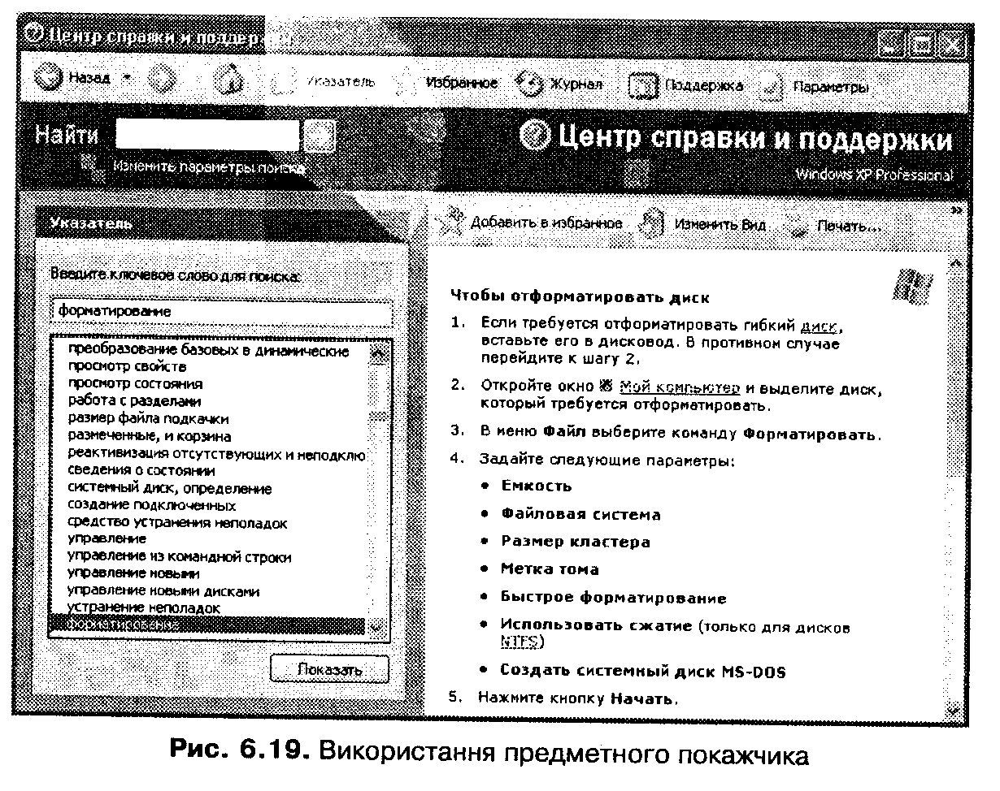 Центр справки и поддерж
Назад
Указатель
Избранное
Журнал
Поддержка
Параметры
Найти
Изменить параметры поиска
Центр справки и поддержки
Windows XP Professional
Указатель
Введите ключевое слово для поиска:
форматирование
преобразование базовых в динамические
просмотр свойств
просмотр состояния
работа с разделами
размер файла подкачки
размеченные, и корзина
реактивизация отсутствующих и неподклю
сведения о состоянии
системный диск, определение
создание подключенных
средство устранения неполадок
управление
управление из командной строки
управление новыми
управление новыми дисками
устранение неполадок
форматирование
Показать
Добавить в избранное
Изменить Вид
Печать...
Чтобы отформатировать диск
1. Если требуется отформатировать гибкий диск,
вставьте его в дисковод. В противном случае
перейдите к шагу 2.
2. Откройте окно Мой компьютер и выделите диск,
который требуется отформатировать.
3. В меню Файл выберите команду Форматировать.
4. Задайте следующие параметры:
• Емкость
• Файловая система
• Размер кластера
• Метка тома
• Быстрое форматирование
• Использовать сжатие (только для дисков
NTFS)
• Создать системный диск MS-DOS
5. Нажмите кнопку Начать.
Рис. 6.19. Використання предметного покажчика